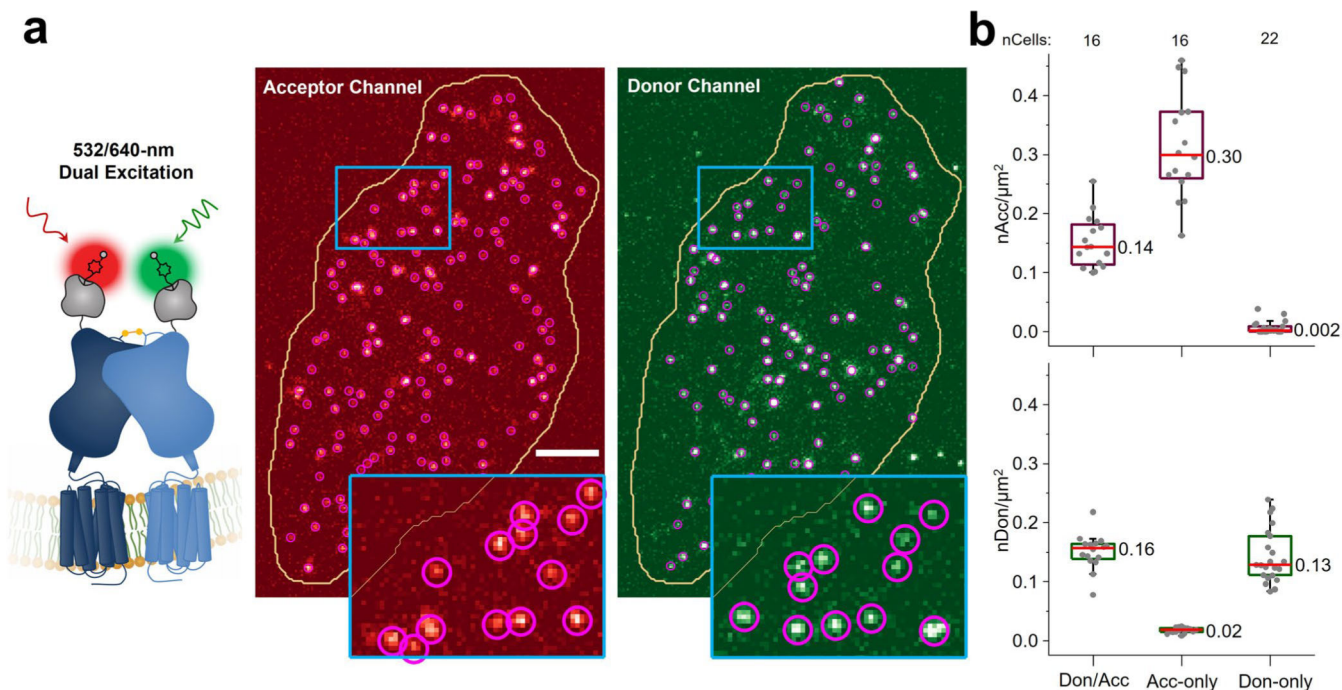 a
532/640-nm
Dual Excitation
Acceptor Channel
Donor Channel
b
nCells: 16 16 22
nAcc/µm²
0.4
0.3
0.2
0.1
0.0
0.14
0.30
0.002
nDon/µm²
0.4
0.3
0.2
0.1
0.0
0.16
0.02
0.13
Don/Acc Acc-only Don-only